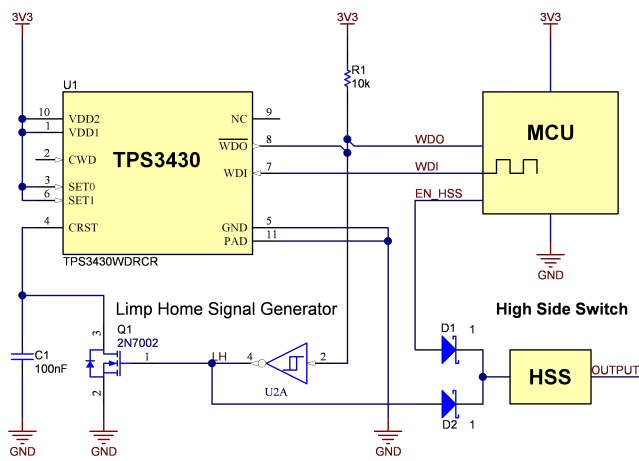 3V3
3V3
3V3
U1
R1
10k
10
VDD2
NC
9
1
VDD1
TPS3430
MCU
WDO
8
WDO
2
CWD
WDI
7
WDI
3
SET0
6
SET1
EN_HSS
4
CRST
GND
5
PAD
11
TPS3430WDRCR
GND
Limp Home Signal Generator
High Side Switch
3
Q1
2N7002
D1
1
C1
100nF
1
LH
4
2
U2A
HSS
OUTPUT
2
D2
1
GND
GND
GND